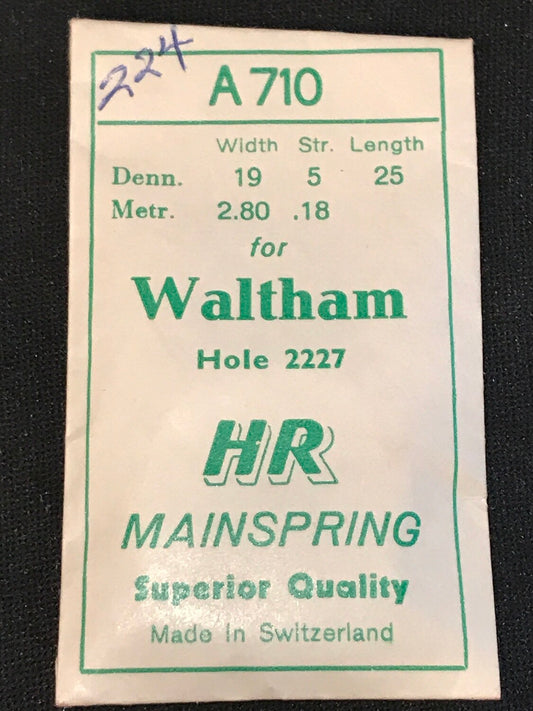 224
A 710
Width Str. Length
Denn. 19 5 25
Metr. 2.80 .18
for
Waltham
Hole 2227
HR
MAINSPRING
Superior Quality
Made in Switzerland